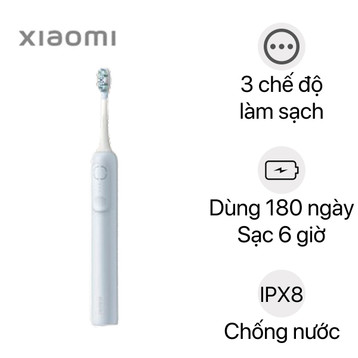 xiaomi
3 chế độ
làm sạch
Dùng 180 ngày
Sạc 6 giờ
IPX8
Chống nước